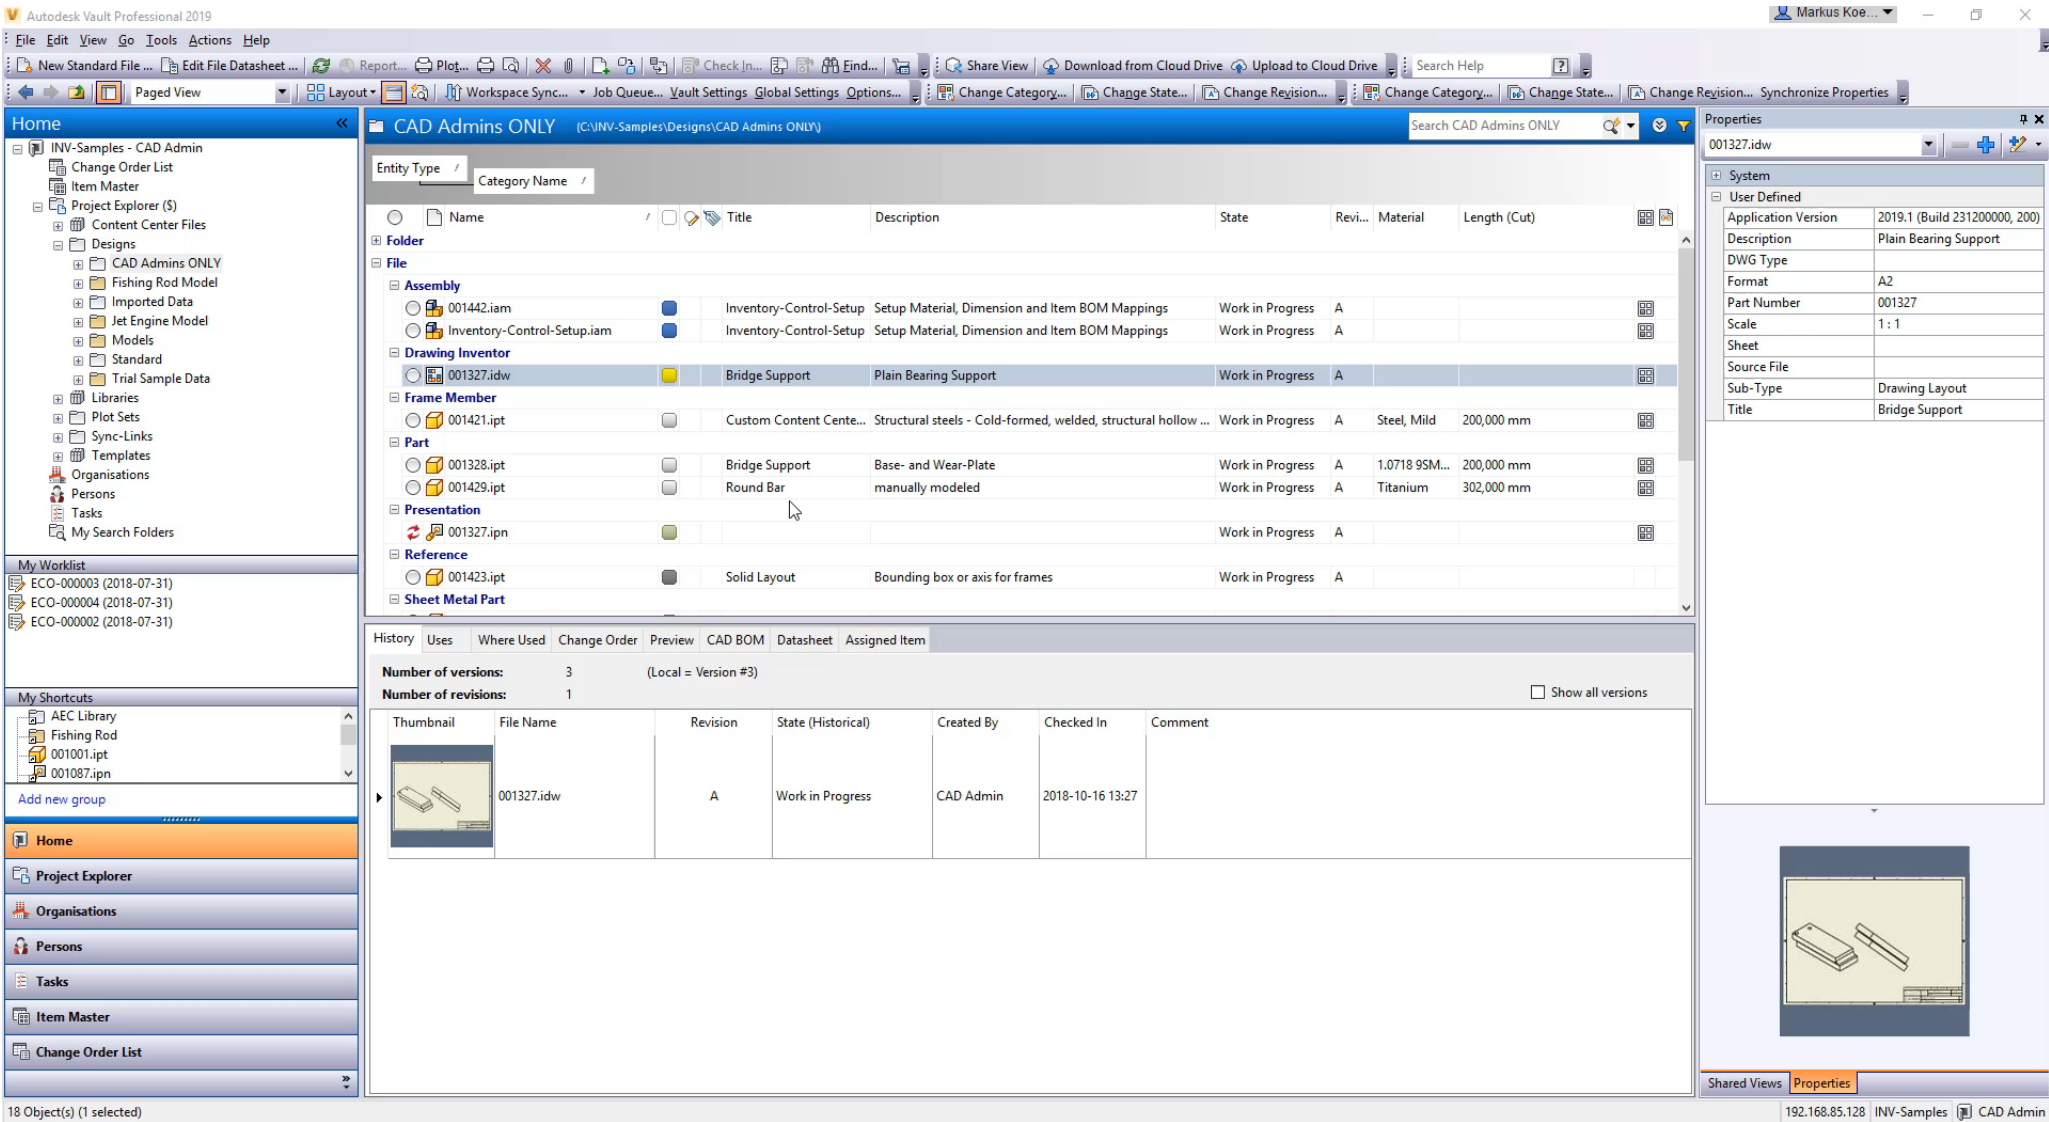 Autodesk Vault Professional 2019
Markus Koe...
File Edit View Go Tools Actions Help
New Standard File ... Edit File Datasheet ... Report... Plot... Check In... Find... Share View Download from Cloud Drive Upload to Cloud Drive Search Help
Paged View Layout Workspace Sync... Job Queue... Vault Settings Global Settings Options... Change Category... Change State... Change Revision... Change Category... Change State... Change Revision... Synchronize Properties
Home
INV-Samples - CAD Admin
Change Order List
Item Master
Project Explorer ($)
Content Center Files
Designs
CAD Admins ONLY
Fishing Rod Model
Imported Data
Jet Engine Model
Models
Standard
Trial Sample Data
Libraries
Plot Sets
Sync-Links
Templates
Organisations
Persons
Tasks
My Search Folders
My Worklist
ECO-000003 (2018-07-31)
ECO-000004 (2018-07-31)
ECO-000002 (2018-07-31)
My Shortcuts
AEC Library
Fishing Rod
001001.ipt
001087.ipn
Add new group
Home
Project Explorer
Organisations
Persons
Tasks
Item Master
Change Order List
CAD Admins ONLY (C:\INV-Samples\Designs\CAD Admins ONLY\)
Search CAD Admins ONLY
Entity Type
Category Name
Name Title Description State Revi... Material Length (Cut)
Folder
File
Assembly
001442.iam Inventory-Control-Setup Setup Material, Dimension and Item BOM Mappings Work in Progress A
Inventory-Control-Setup.iam Inventory-Control-Setup Setup Material, Dimension and Item BOM Mappings Work in Progress A
Drawing Inventor
001327.idw Bridge Support Plain Bearing Support Work in Progress A
Frame Member
001421.ipt Custom Content Cente... Structural steels - Cold-formed, welded, structural hollow ... Work in Progress A Steel, Mild 200,000 mm
Part
001328.ipt Bridge Support Base- and Wear-Plate Work in Progress A 1.0718 9SM... 200,000 mm
001429.ipt Round Bar manually modeled Work in Progress A Titanium 302,000 mm
Presentation
001327.ipn Work in Progress A
Reference
001423.ipt Solid Layout Bounding box or axis for frames Work in Progress A
Sheet Metal Part
History Uses Where Used Change Order Preview CAD BOM Datasheet Assigned Item
Number of versions: 3 (Local = Version #3)
Number of revisions: 1
Show all versions
Thumbnail File Name Revision State (Historical) Created By Checked In Comment
001327.idw A Work in Progress CAD Admin 2018-10-16 13:27
Properties
001327.idw
System
User Defined
Application Version 2019.1 (Build 231200000, 200)
Description Plain Bearing Support
DWG Type
Format A2
Part Number 001327
Scale 1 : 1
Sheet
Source File
Sub-Type Drawing Layout
Title Bridge Support
Shared Views Properties
18 Object(s) (1 selected)
192.168.85.128 INV-Samples CAD Admin